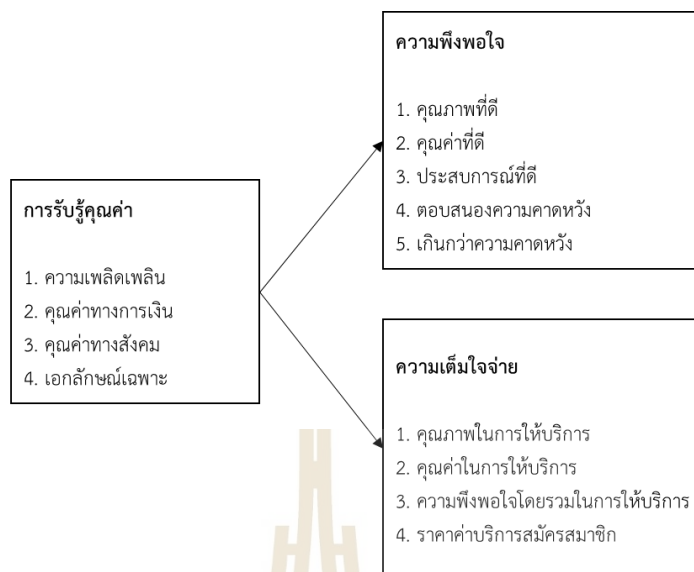 ความพึงพอใจ
1. คุณภาพที่ดี
2. คุณค่าที่ดี
3. ประสบการณ์ที่ดี
4. ตอบสนองความคาดหวัง
5. เกินกว่าความคาดหวัง
การรับรู้คุณค่า
1. ความเพลิดเพลิน
2. คุณค่าทางการเงิน
3. คุณค่าทางสังคม
4. เอกลักษณ์เฉพาะ
ความเต็มใจจ่าย
1. คุณภาพในการให้บริการ
2. คุณค่าในการให้บริการ
3. ความพึงพอใจโดยรวมในการให้บริการ
4. ราคาค่าบริการสมัครสมาชิก